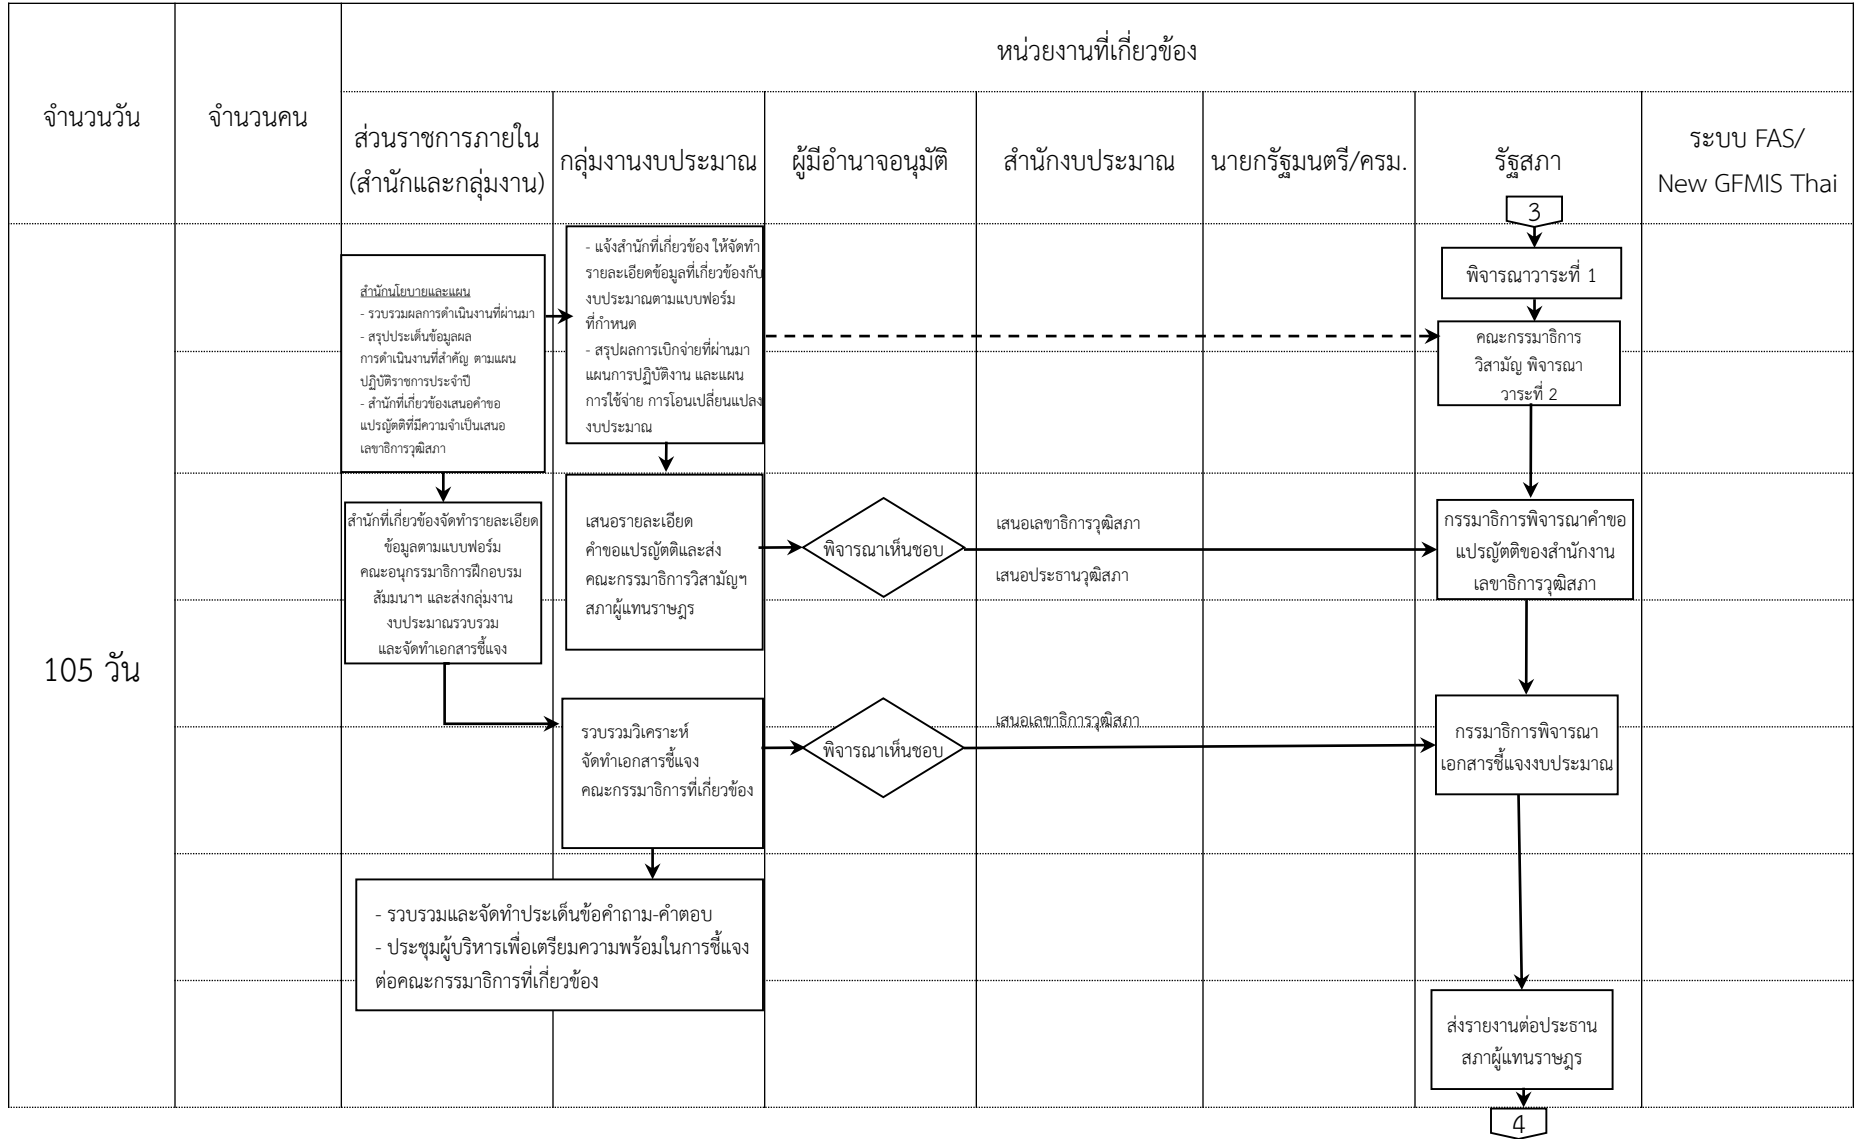 หน่วยงานที่เกี่ยวข้อง
จำนวนวัน
จำนวนคน
ส่วนราชการภายใน
(สำนักและกลุ่มงาน)
กลุ่มงานงบประมาณ
ผู้มีอำนาจอนุมัติ
สำนักงบประมาณ
นายกรัฐมนตรี/ครม.
รัฐสภา
ระบบ FAS/
New GFMIS Thai
3
105 วัน
สำนักนโยบายและแผน
- รวบรวมผลการดำเนินงานที่ผ่านมา
- สรุปประเด็นข้อมูลผล
การดำเนินงานที่สำคัญ ตามแผน
ปฏิบัติราชการประจำปี
- สำนักที่เกี่ยวข้องเสนอคำขอ
แปรญัตติที่มีความจำเป็นเสนอ
เลขาธิการวุฒิสภา
- แจ้งสำนักที่เกี่ยวข้อง ให้จัดทำ
รายละเอียดข้อมูลที่เกี่ยวข้องกับ
งบประมาณตามแบบฟอร์ม
ที่กำหนด
- สรุปผลการเบิกจ่ายที่ผ่านมา
แผนการปฏิบัติงาน และแผน
การใช้จ่าย การโอนเปลี่ยนแปลง
งบประมาณ
พิจารณาวาระที่ 1
คณะกรรมาธิการ
วิสามัญ พิจารณา
วาระที่ 2
สำนักที่เกี่ยวข้องจัดทำรายละเอียด
ข้อมูลตามแบบฟอร์ม
คณะอนุกรรมาธิการฝึกอบรม
สัมมนาฯ และส่งกลุ่มงาน
งบประมาณรวบรวม
และจัดทำเอกสารชี้แจง
เสนอรายละเอียด
คำขอแปรญัตติและส่ง
คณะกรรมาธิการวิสามัญฯ
สภาผู้แทนราษฎร
พิจารณาเห็นชอบ
เสนอเลขาธิการวุฒิสภา
เสนอประธานวุฒิสภา
กรรมาธิการพิจารณาคำขอ
แปรญัตติของสำนักงาน
เลขาธิการวุฒิสภา
รวบรวมวิเคราะห์
จัดทำเอกสารชี้แจง
คณะกรรมาธิการที่เกี่ยวข้อง
พิจารณาเห็นชอบ
เสนอเลขาธิการวุฒิสภา
กรรมาธิการพิจารณา
เอกสารชี้แจงงบประมาณ
- รวบรวมและจัดทำประเด็นข้อคำถาม-คำตอบ
- ประชุมผู้บริหารเพื่อเตรียมความพร้อมในการชี้แจง
ต่อคณะกรรมาธิการที่เกี่ยวข้อง
ส่งรายงานต่อประธาน
สภาผู้แทนราษฎร
4